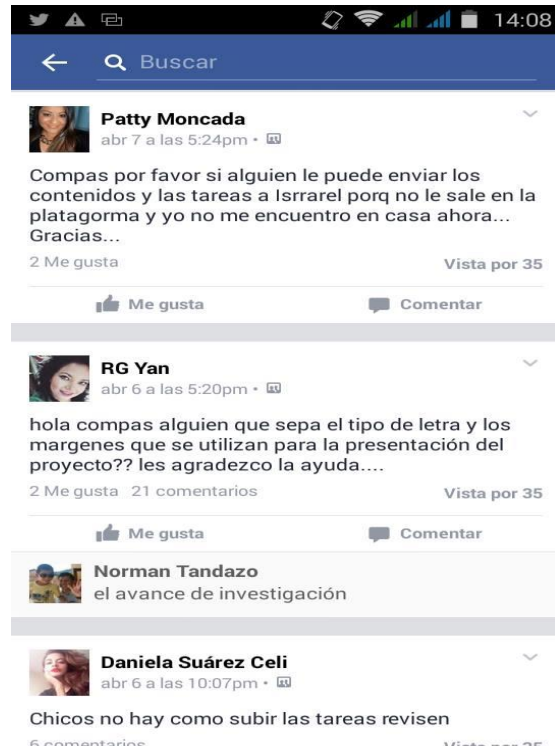 14:08
Buscar
Patty Moncada
abr 7 a las 5:24pm •
Compas por favor si alguien le puede enviar los
contenidos y las tareas a Isrrarel porq no le sale en la
platagorma y yo no me encuentro en casa ahora...
Gracias...
2 Me gusta Vista por 35
Me gusta Comentar
RG Yan
abr 6 a las 5:20pm •
hola compas alguien que sepa el tipo de letra y los
margenes que se utilizan para la presentación del
proyecto?? les agradezco la ayuda....
2 Me gusta 21 comentarios Vista por 35
Me gusta Comentar
Norman Tandazo
el avance de investigación
Daniela Suárez Celi
abr 6 a las 10:07pm •
Chicos no hay como subir las tareas revisen
6 comentarios Vista por 35